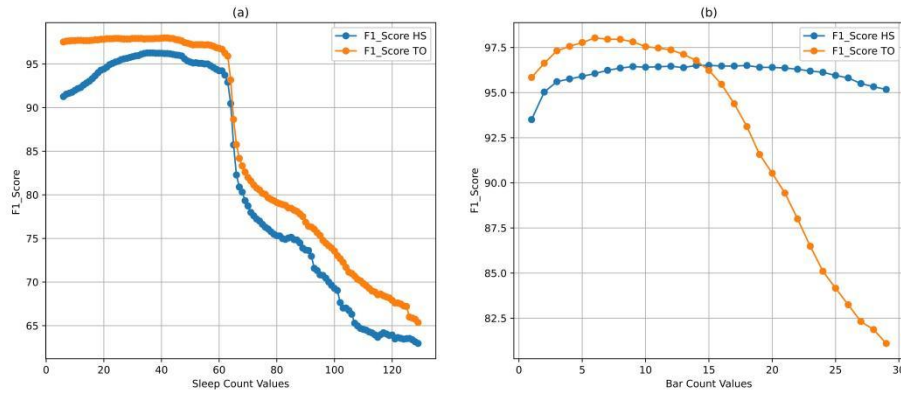 (a)
F1_Score HS
F1_Score TO
95
90
85
80
75
70
65
F1_Score
0 20 40 60 80 100 120
Sleep Count Values
(b)
F1_Score HS
F1_Score TO
97.5
95.0
92.5
90.0
87.5
85.0
82.5
F1_Score
0 5 10 15 20 25 30
Bar Count Values